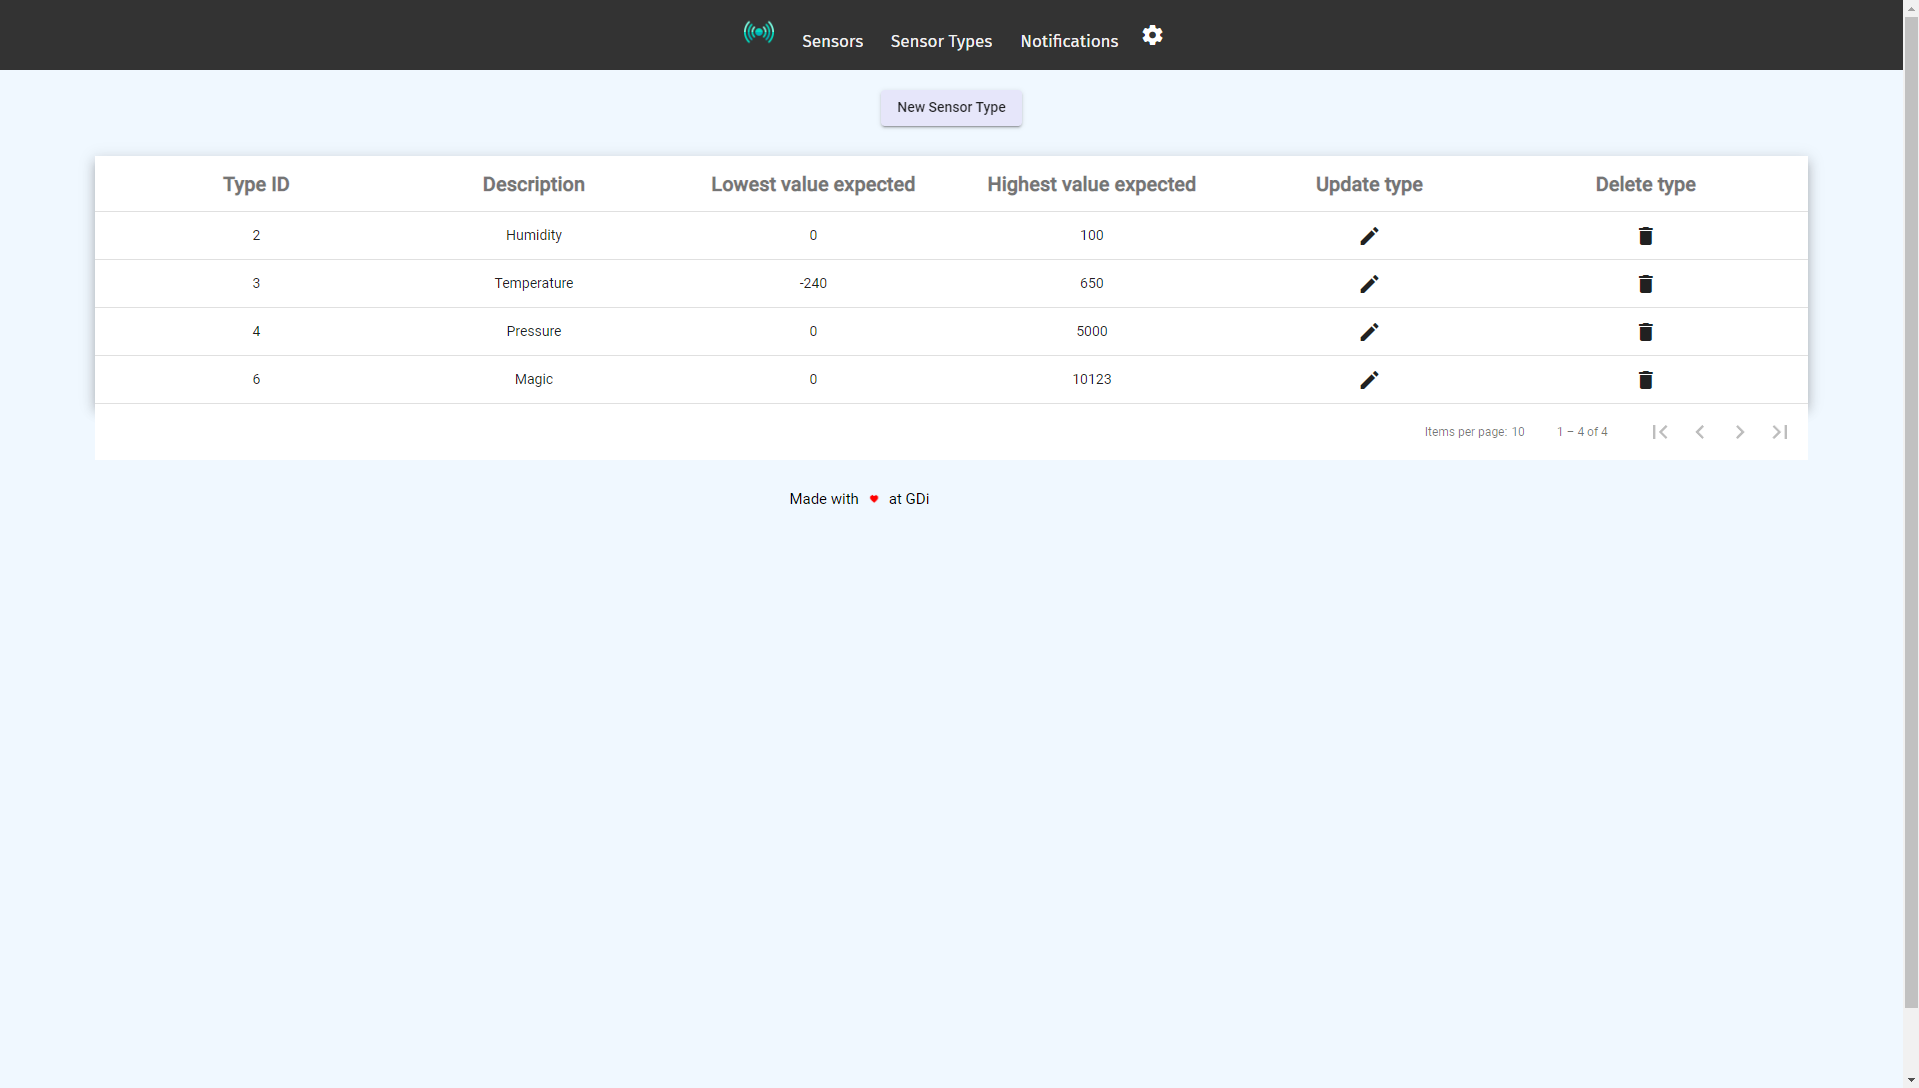 Sensors Sensor Types Notifications
New Sensor Type
Type ID Description Lowest value expected Highest value expected Update type Delete type
2 Humidity 0 100
3 Temperature -240 650
4 Pressure 0 5000
6 Magic 0 10123
Items per page: 10 1 – 4 of 4
Made with at GDi